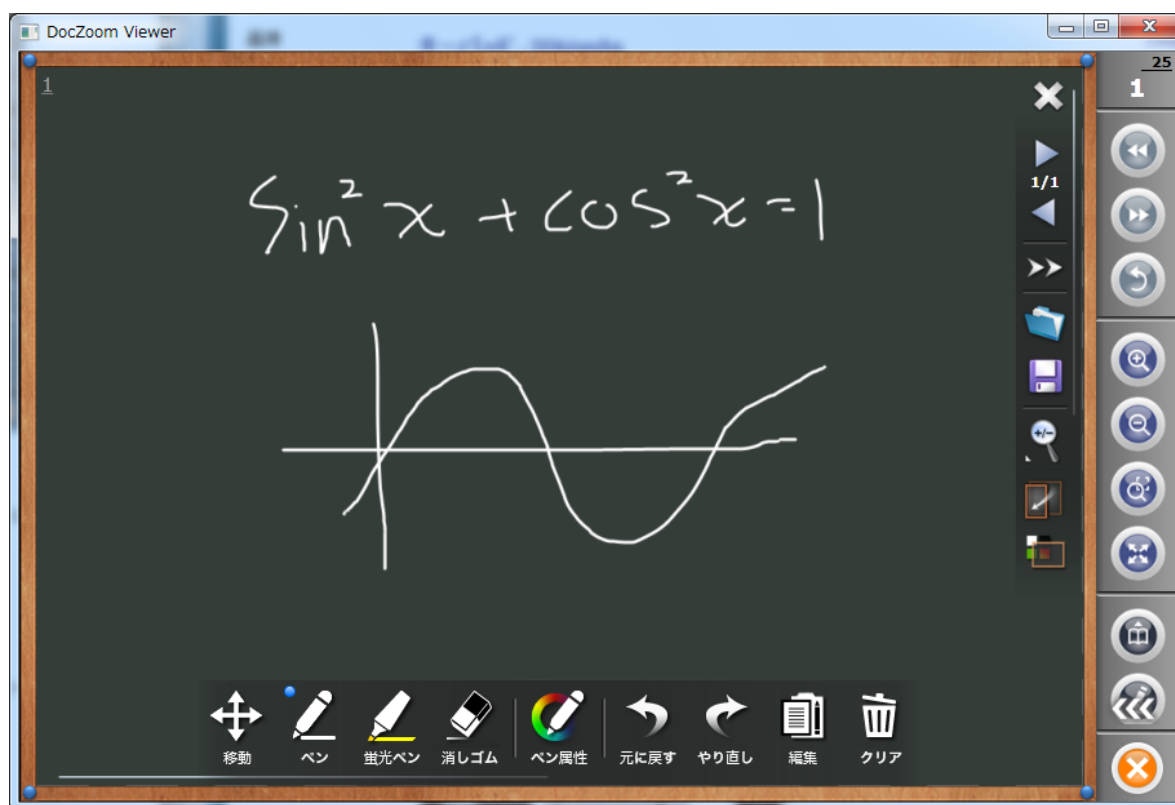 DocZoom Viewer
25
1
1
sin²x + cos²x = 1
1/1
+/-
移動
ペン
蛍光ペン
消しゴム
ペン属性
元に戻す
やり直し
編集
クリア